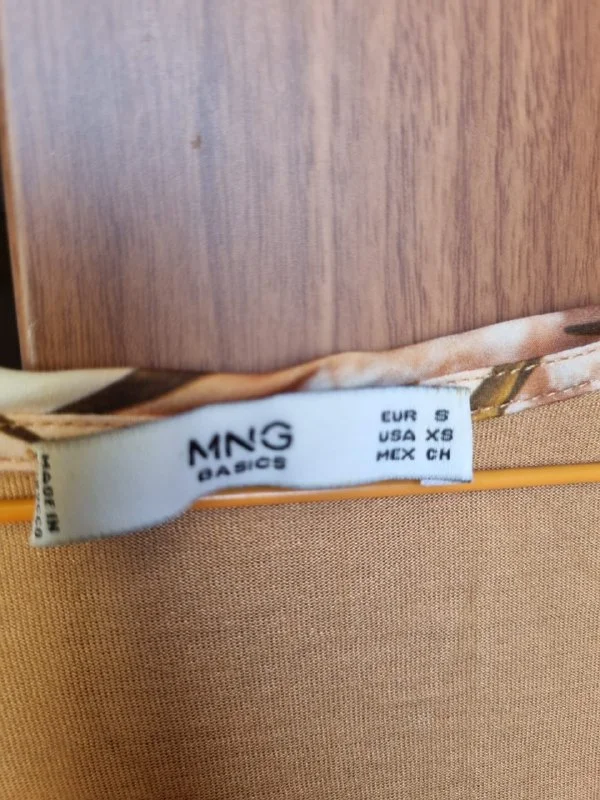 MNG
BASICS
EUR S
USA XS
MEX CH
MADE IN